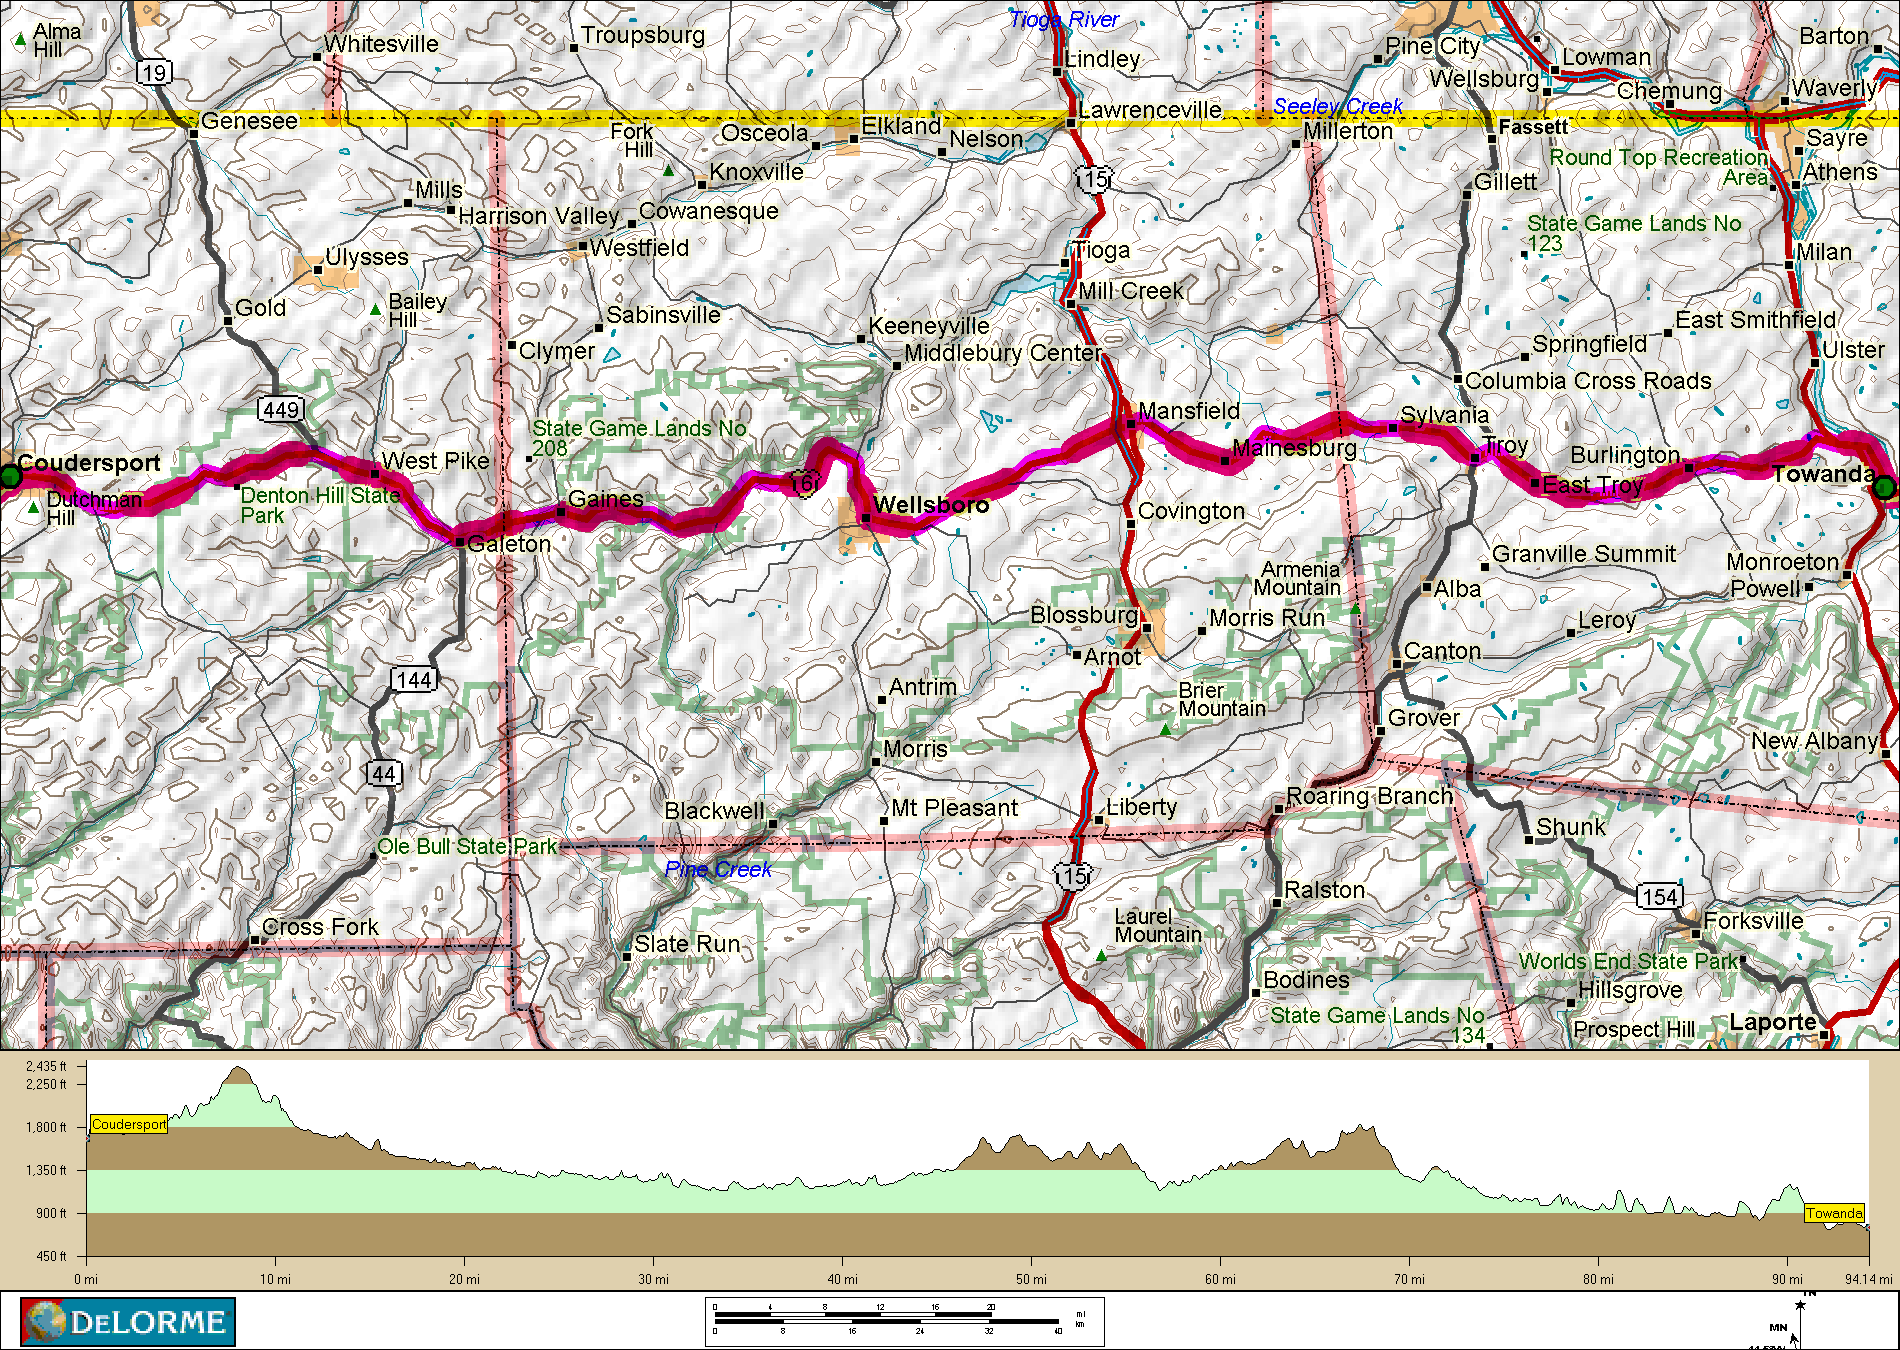 Tioga River
Alma
Hill
Whitesville
Troupsburg
Pine City
Barton
19
Lindley
Lowman
Wellsburg
Chemung
Waverly
Genesee
Lawrenceville
Seeley Creek
Fork
Hill
Osceola
Elkland
Nelson
Millerton
Fassett
Sayre
Round Top Recreation
Area
Knoxville
15
Athens
Mills
Harrison Valley
Cowanesque
Gillett
State Game Lands No
123
Westfield
Ulysses
Tioga
Milan
Gold
Bailey
Hill
Mill Creek
Sabinsville
Keeneyville
East Smithfield
Clymer
Middlebury Center
Springfield
Ulster
Columbia Cross Roads
449
Mansfield
Sylvania
State Game Lands No
208
Mainesburg
Troy
Burlington
Coudersport
West Pike
Towanda
Dutchman
Hill
Denton Hill State
Park
Gaines
6
Wellsboro
East Troy
Covington
Galeton
Granville Summit
Monroeton
Armenia
Mountain
Alba
Powell
Blossburg
Morris Run
Leroy
Arnot
Canton
144
Antrim
Brier
Mountain
Grover
Morris
New Albany
44
Blackwell
Mt Pleasant
Liberty
Roaring Branch
Shunk
Ole Bull State Park
Pine Creek
15
Ralston
154
Cross Fork
Laurel
Mountain
Forksville
Slate Run
Worlds End State Park
Bodines
Hillsgrove
State Game Lands No
134
Prospect Hill
Laporte
2,435 ft
2,250 ft
1,800 ft
1,350 ft
900 ft
450 ft
Coudersport
Towanda
0 mi
10 mi
20 mi
30 mi
40 mi
50 mi
60 mi
70 mi
80 mi
90 mi
94.14 mi
DELORME
0 4 8 12 16 20
mi
km
0 8 16 24 32 40
TN
MN